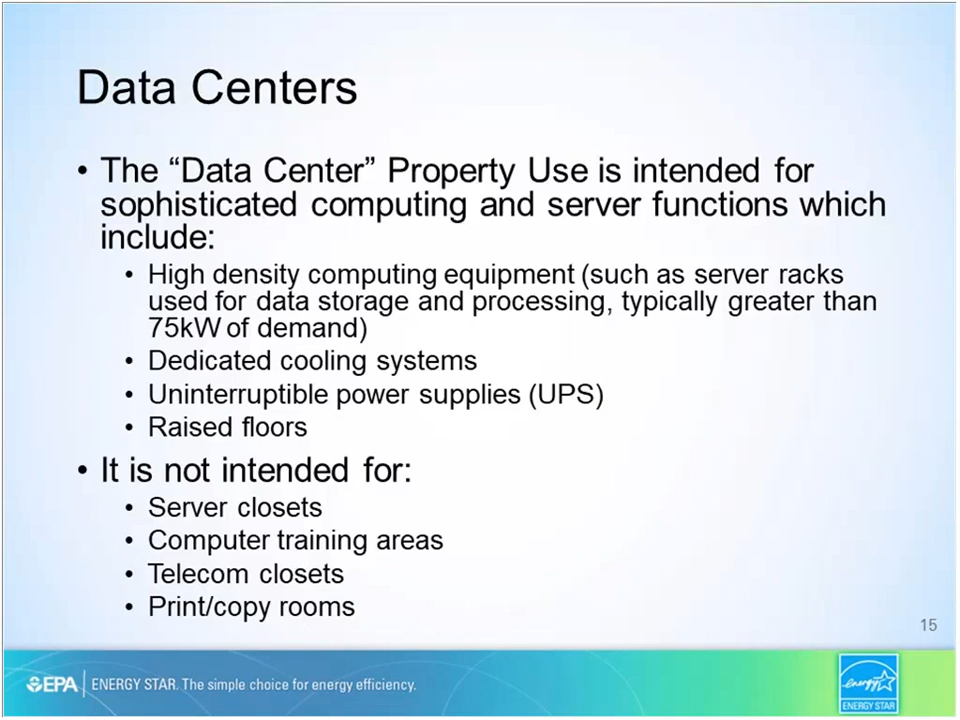 Data Centers
• The “Data Center” Property Use is intended for
sophisticated computing and server functions which
include:
• High density computing equipment (such as server racks
used for data storage and processing, typically greater than
75kW of demand)
• Dedicated cooling systems
• Uninterruptible power supplies (UPS)
• Raised floors
• It is not intended for:
• Server closets
• Computer training areas
• Telecom closets
• Print/copy rooms
15
EPA ENERGY STAR. The simple choice for energy efficiency.
energy
ENERGY STAR